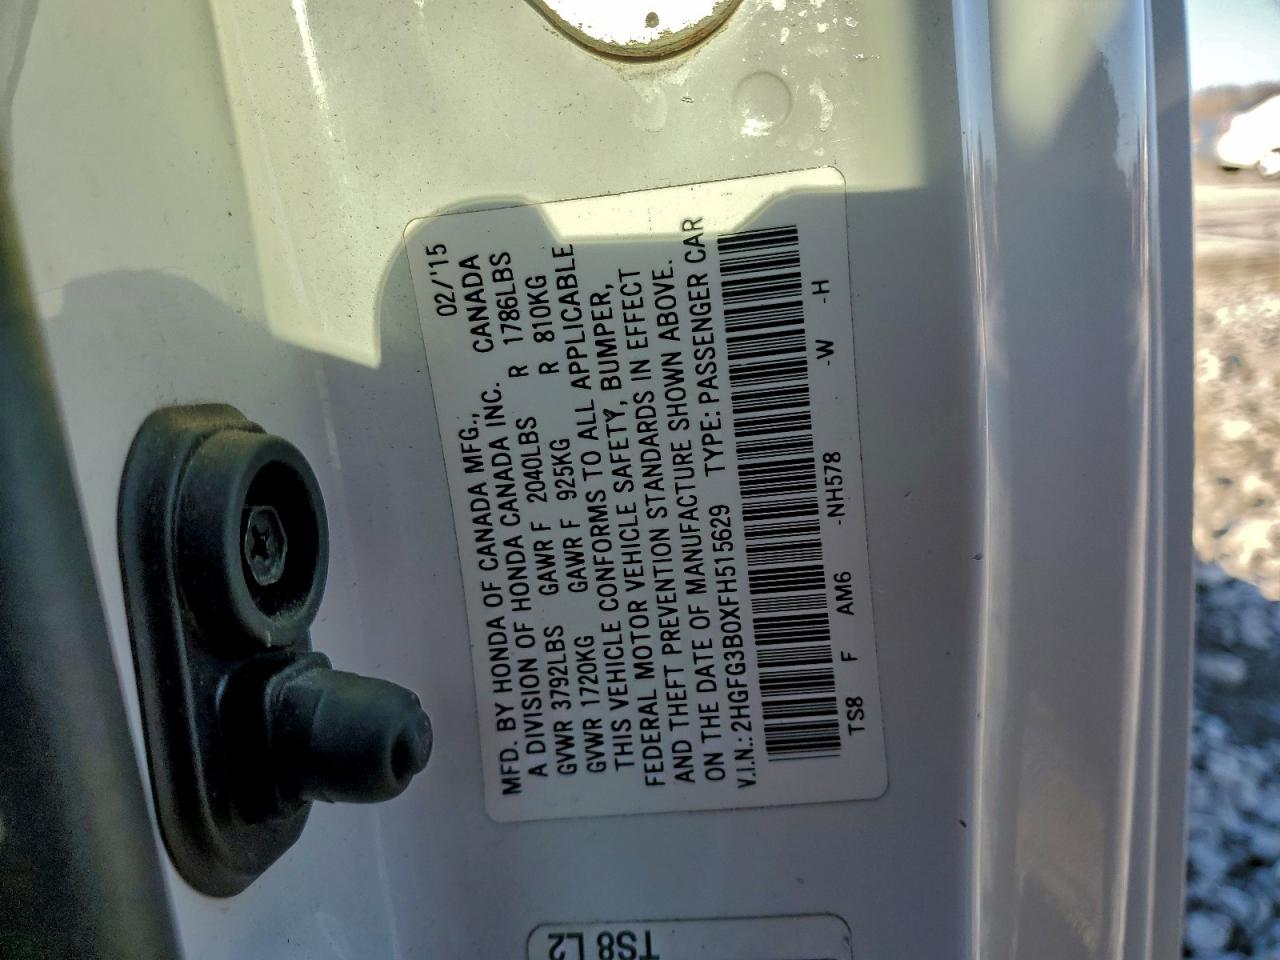 MFD. BY HONDA OF CANADA MFG., 02/'15
A DIVISION OF HONDA CANADA INC. CANADA
GVWR 3792LBS GAWR F 2040LBS R 1786LBS
GVWR 1720KG GAWR F 925KG R 810KG
THIS VEHICLE CONFORMS TO ALL APPLICABLE
FEDERAL MOTOR VEHICLE SAFETY, BUMPER,
AND THEFT PREVENTION STANDARDS IN EFFECT
ON THE DATE OF MANUFACTURE SHOWN ABOVE.
V.I.N.: 2HGFG3B0XFH515629 TYPE: PASSENGER CAR
TS8 F AM6 -NH578 -W -H
TS8 L2